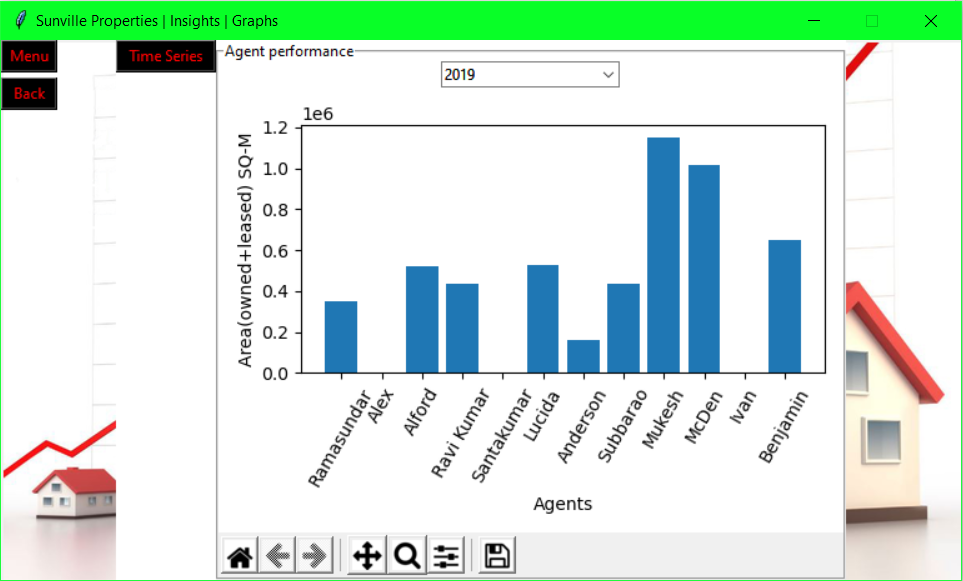 Sunville Properties | Insights | Graphs
Menu
Time Series
Back
Agent performance
2019
1e6
1.2
1.0
0.8
0.6
0.4
0.2
0.0
Area(owned+leased) SQ-M
Ramasundar
Alex
Alford
Ravi Kumar
Santakumar
Lucida
Anderson
Subbarao
Mukesh
McDen
Ivan
Benjamin
Agents